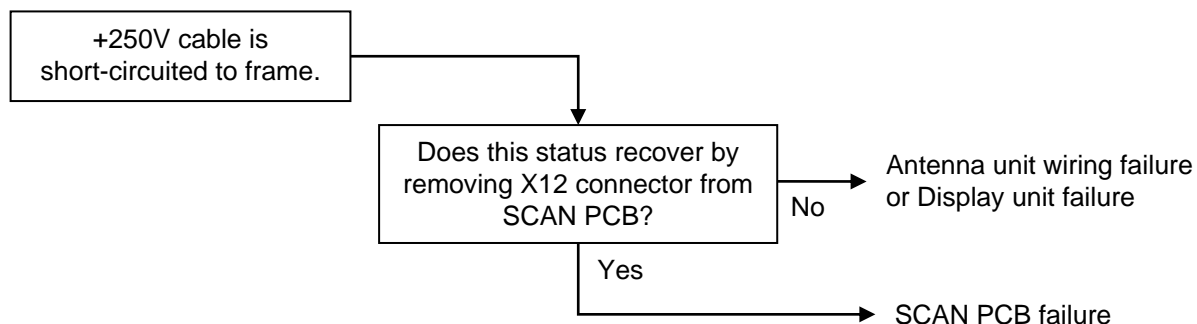 +250V cable is
short-circuited to frame.
Does this status recover by
removing X12 connector from
SCAN PCB?
No
Antenna unit wiring failure
or Display unit failure
Yes
SCAN PCB failure